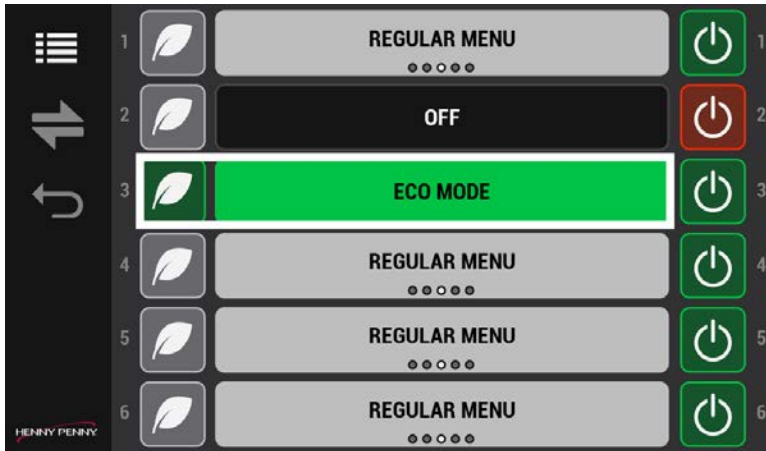 1 REGULAR MENU 1
2 OFF 2
3 ECO MODE 3
4 REGULAR MENU 4
5 REGULAR MENU 5
6 REGULAR MENU 6
HENNY PENNY